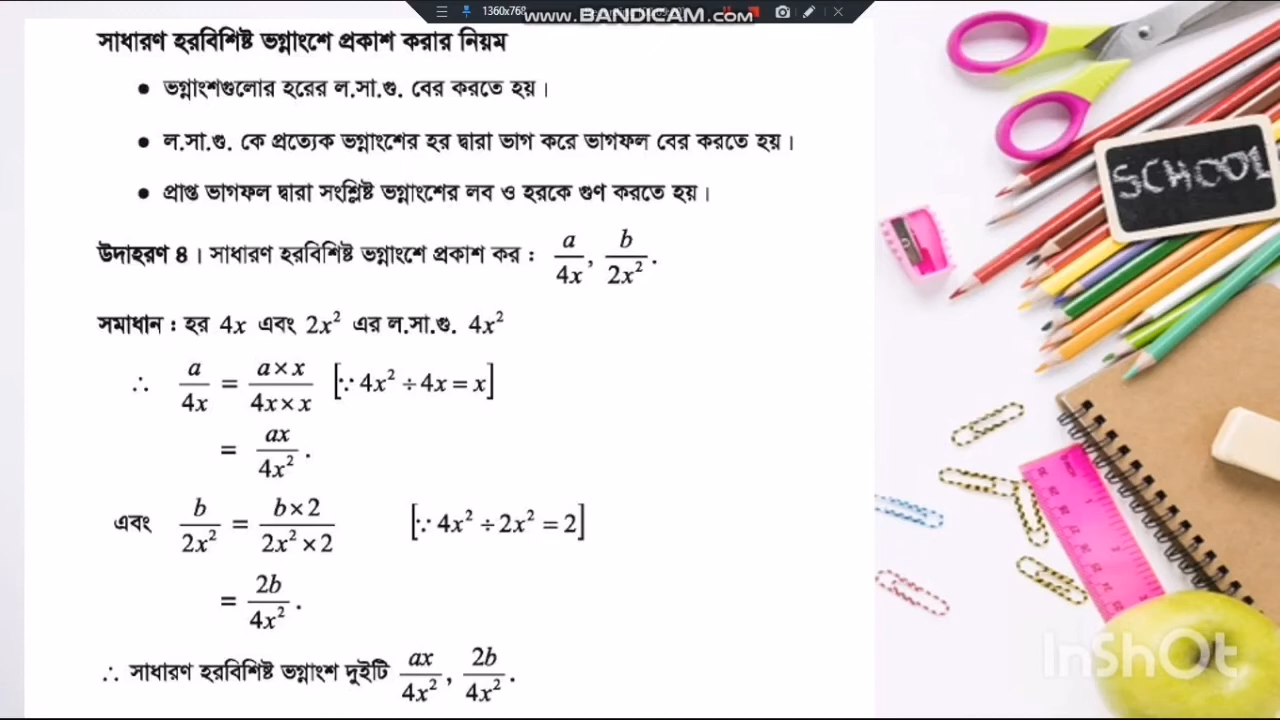 1360x768
www.BANDICAM.com
সাধারণ হরবিশিষ্ট ভগ্নাংশে প্রকাশ করার নিয়ম
● ভগ্নাংশগুলোর হরের ল.সা.গু. বের করতে হয়।
● ল.সা.গু. কে প্রত্যেক ভগ্নাংশের হর দ্বারা ভাগ করে ভাগফল বের করতে হয়।
● প্রাপ্ত ভাগফল দ্বারা সংশ্লিষ্ট ভগ্নাংশের লব ও হরকে গুণ করতে হয়।
উদাহরণ ৪। সাধারণ হরবিশিষ্ট ভগ্নাংশে প্রকাশ কর : a/4x, b/2x².
সমাধান : হর 4x এবং 2x² এর ল.সা.গু. 4x²
∴ a/4x = a×x/4x×x [∵ 4x² ÷ 4x = x]
= ax/4x².
এবং b/2x² = b×2/2x²×2 [∵ 4x² ÷ 2x² = 2]
= 2b/4x².
∴ সাধারণ হরবিশিষ্ট ভগ্নাংশ দুইটি ax/4x², 2b/4x².
SCHOOL
InShOt